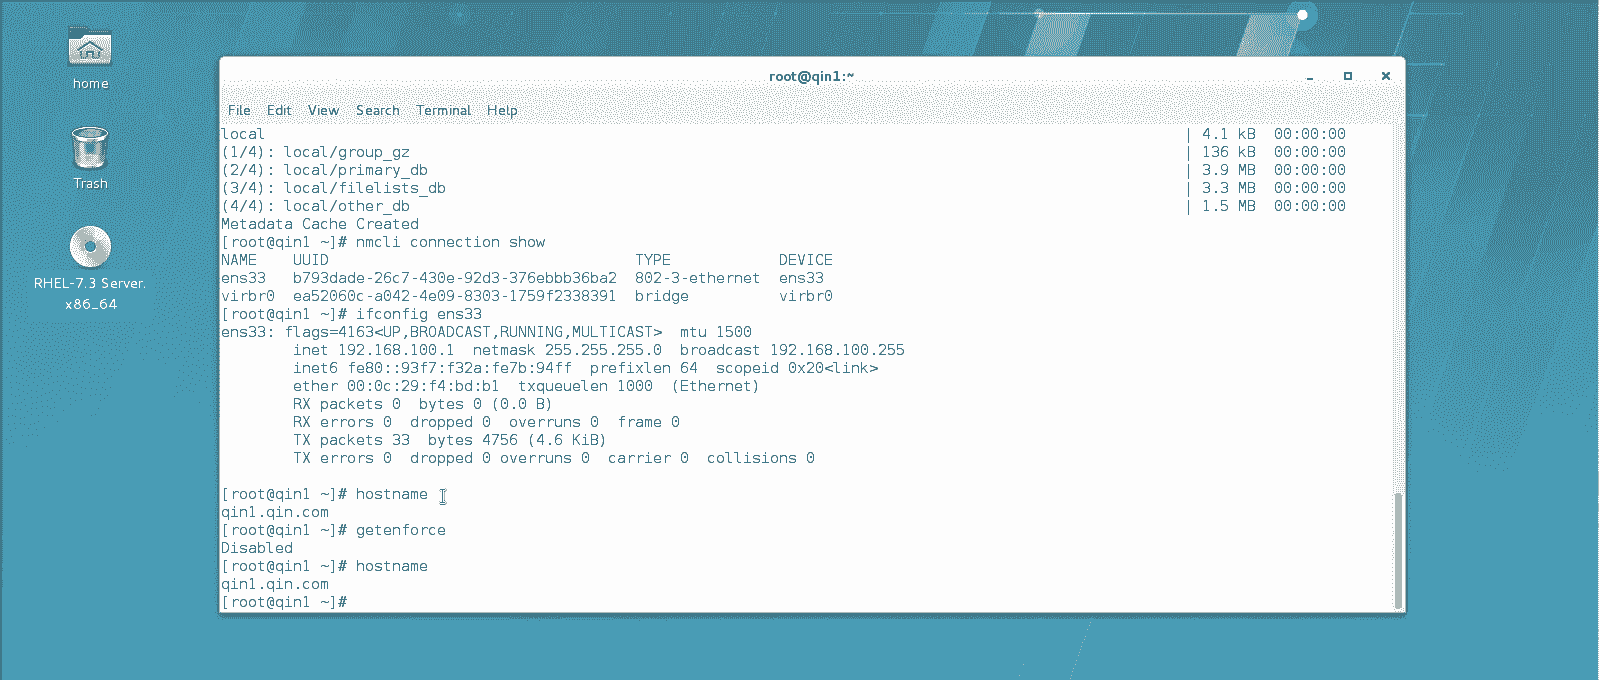 home
Trash
RHEL-7.3 Server.
x86_64
root@qin1:~
File Edit View Search Terminal Help
local | 4.1 kB 00:00:00
(1/4): local/group_gz | 136 kB 00:00:00
(2/4): local/primary_db | 3.9 MB 00:00:00
(3/4): local/filelists_db | 3.3 MB 00:00:00
(4/4): local/other_db | 1.5 MB 00:00:00
Metadata Cache Created
[root@qin1 ~]# nmcli connection show
NAME UUID TYPE DEVICE
ens33 b793dade-26c7-430e-92d3-376ebbb36ba2 802-3-ethernet ens33
virbr0 ea52060c-a042-4e09-8303-1759f2338391 bridge virbr0
[root@qin1 ~]# ifconfig ens33
ens33: flags=4163<UP,BROADCAST,RUNNING,MULTICAST> mtu 1500
inet 192.168.100.1 netmask 255.255.255.0 broadcast 192.168.100.255
inet6 fe80::93f7:f32a:fe7b:94ff prefixlen 64 scopeid 0x20<link>
ether 00:0c:29:f4:bd:b1 txqueuelen 1000 (Ethernet)
RX packets 0 bytes 0 (0.0 B)
RX errors 0 dropped 0 overruns 0 frame 0
TX packets 33 bytes 4756 (4.6 KiB)
TX errors 0 dropped 0 overruns 0 carrier 0 collisions 0
[root@qin1 ~]# hostname
qin1.qin.com
[root@qin1 ~]# getenforce
Disabled
[root@qin1 ~]# hostname
qin1.qin.com
[root@qin1 ~]#